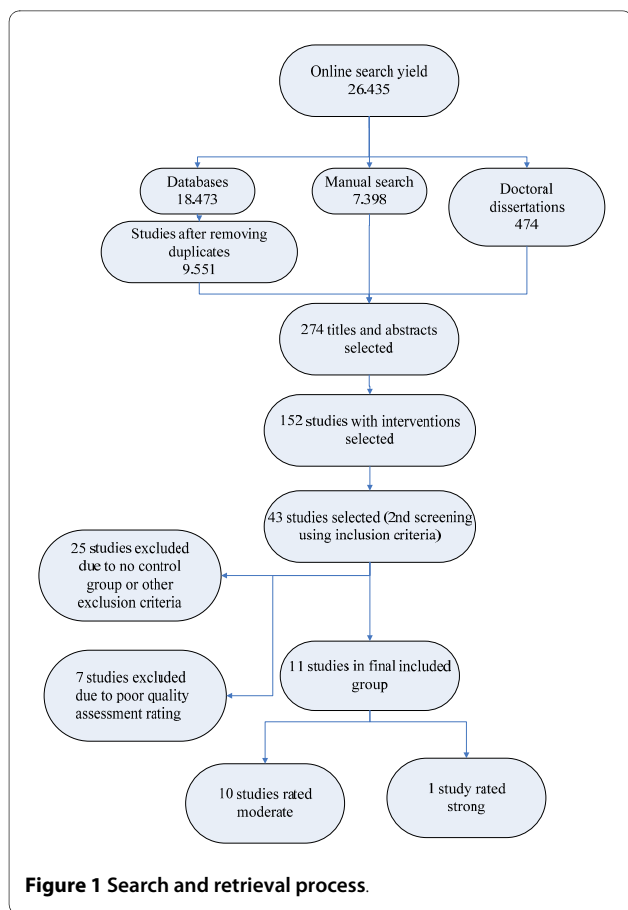 Online search yield
26.435
Databases
18.473
Manual search
7.398
Doctoral
dissertations
474
Studies after removing
duplicates
9.551
274 titles and abstracts
selected
152 studies with interventions
selected
43 studies selected (2nd screening
using inclusion criteria)
25 studies excluded
due to no control
group or other
exclusion criteria
7 studies excluded
due to poor quality
assessment rating
11 studies in final included
group
10 studies rated
moderate
1 study rated
strong
Figure 1 Search and retrieval process.